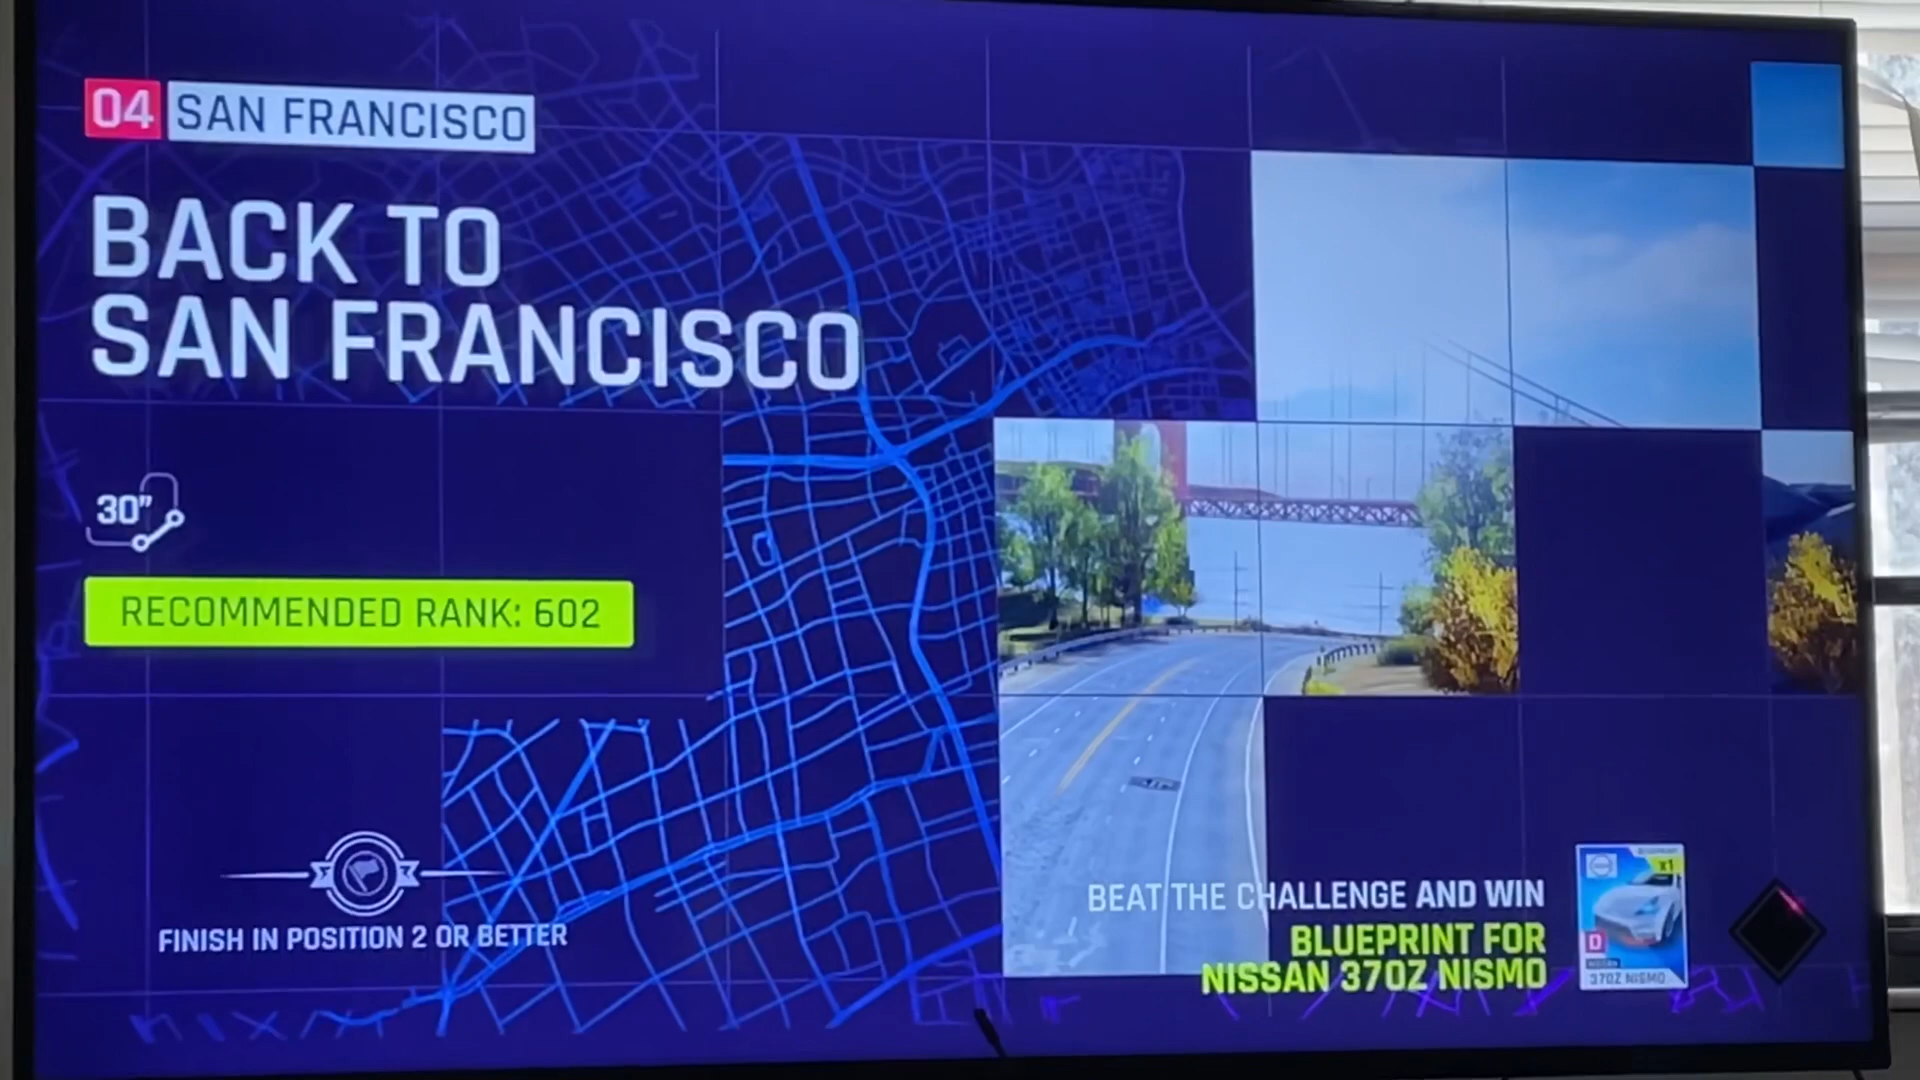 04 SAN FRANCISCO
BACK TO
SAN FRANCISCO
30"
RECOMMENDED RANK: 602
FINISH IN POSITION 2 OR BETTER
BEAT THE CHALLENGE AND WIN
BLUEPRINT FOR
NISSAN 370Z NISMO
x1
D
370Z NISMO